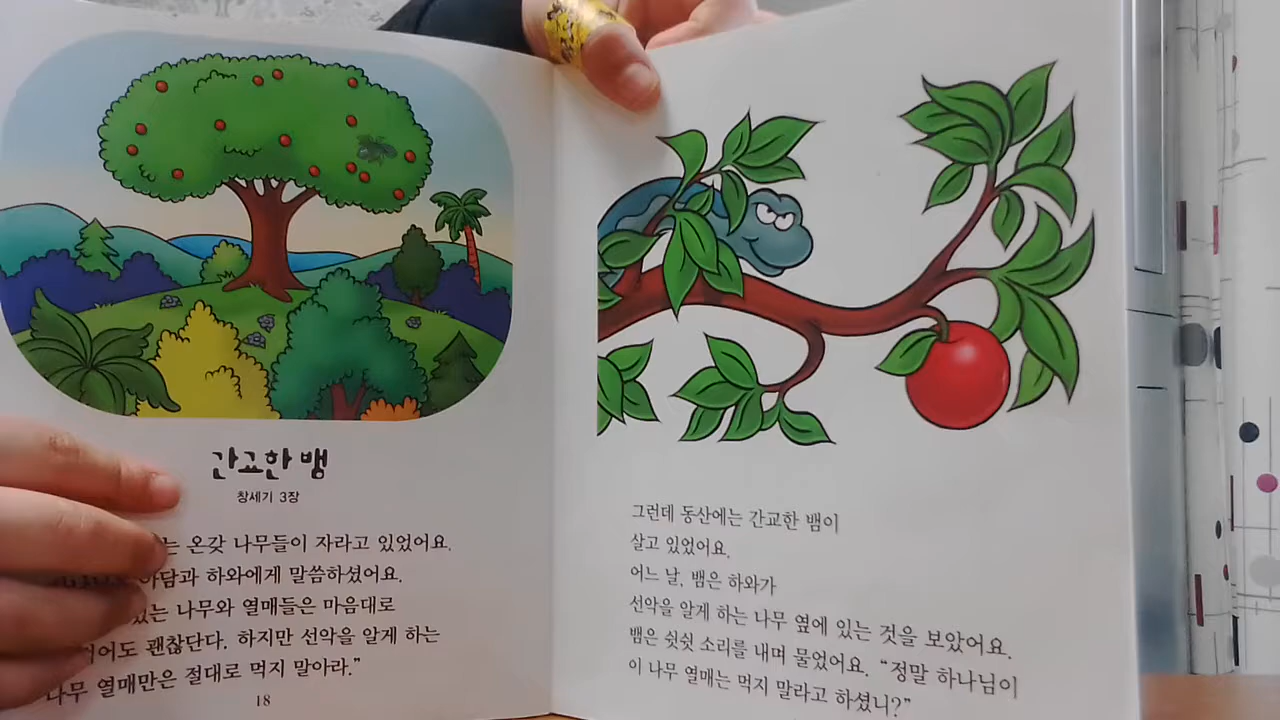 간교한 뱀
창세기 3장
는 온갖 나무들이 자라고 있었어요.
아담과 하와에게 말씀하셨어요.
있는 나무와 열매들은 마음대로
먹어도 괜찮단다. 하지만 선악을 알게 하는
나무 열매만은 절대로 먹지 말아라.”
18
그런데 동산에는 간교한 뱀이
살고 있었어요.
어느 날, 뱀은 하와가
선악을 알게 하는 나무 옆에 있는 것을 보았어요.
뱀은 쉿쉿 소리를 내며 물었어요. “정말 하나님이
이 나무 열매는 먹지 말라고 하셨니?”